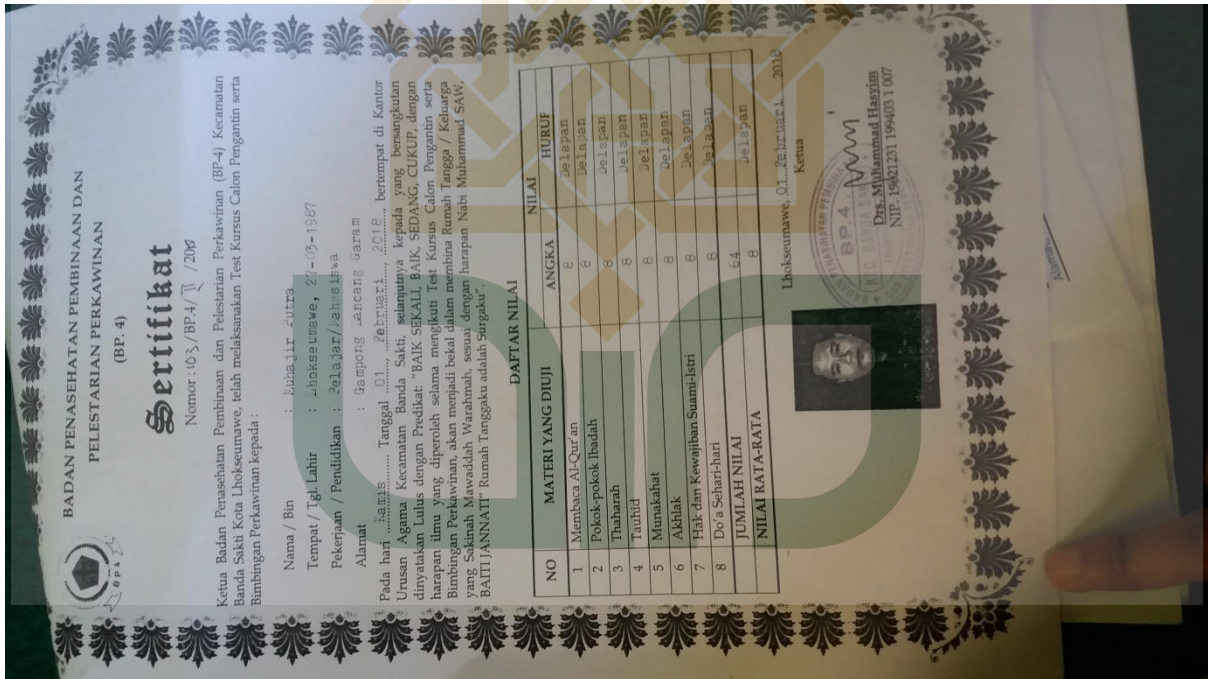 BADAN PENASEHATAN PEMBINAAN DAN
PELESTARIAN PERKAWINAN
(BP. 4)
BP4
Sertifikat
Nomor : 103/BP.4/II/2018
Ketua Badan Penasehatan Pembinaan dan Pelestarian Perkawinan (BP-4) Kecamatan
Banda Sakti Kota Lhokseumawe, telah melaksanakan Test Kursus Calon Pengantin serta
Bimbingan Perkawinan kepada :
Nama / Bin : Muhajir Putra
Tempat / Tgl. Lahir : Lhokseumawe, 27-03-1987
Pekerjaan / Pendidikan : Pelajar/Mahasiswa
Alamat : Gampong Lancang Garam
Pada hari Kamis Tanggal 01 Pebruari, 2018, bertempat di Kantor
Urusan Agama Kecamatan Banda Sakti, selanjutnya kepada yang bersangkutan
dinyatakan Lulus dengan Predikat: "BAIK SEKALI, BAIK, SEDANG, CUKUP, dengan
harapan ilmu yang diperoleh selama mengikuti Test Kursus Calon Pengantin serta
Bimbingan Perkawinan, akan menjadi bekal dalam membina Rumah Tangga / Keluarga
yang Sakinah Mawaddah Warahmah, sesuai dengan harapan Nabi Muhammad SAW,
BAITI JANNATI" Rumah Tanggaku adalah Surgaku".
DAFTAR NILAI
NO MATERI YANG DIUJI NILAI
ANGKA HURUF
1 Membaca Al-Qur'an 8 Delapan
2 Pokok-pokok Ibadah 8 Delapan
3 Thaharah 8 Delapan
4 Tauhid 8 Delapan
5 Munakahat 8 Delapan
6 Akhlak 8 Delapan
7 Hak dan Kewajiban Suami-Istri 8 Delapan
8 Do'a Sehari-hari 8 Delapan
JUMLAH NILAI 64
NILAI RATA-RATA 8 Delapan
Lhokseumawe, 01 Pebruari 2018
Ketua
BP.4
KEC BANDA SAKTI
Drs. Muhammad Hasyim
NIP. 19621231 199403 1 007
Alamat